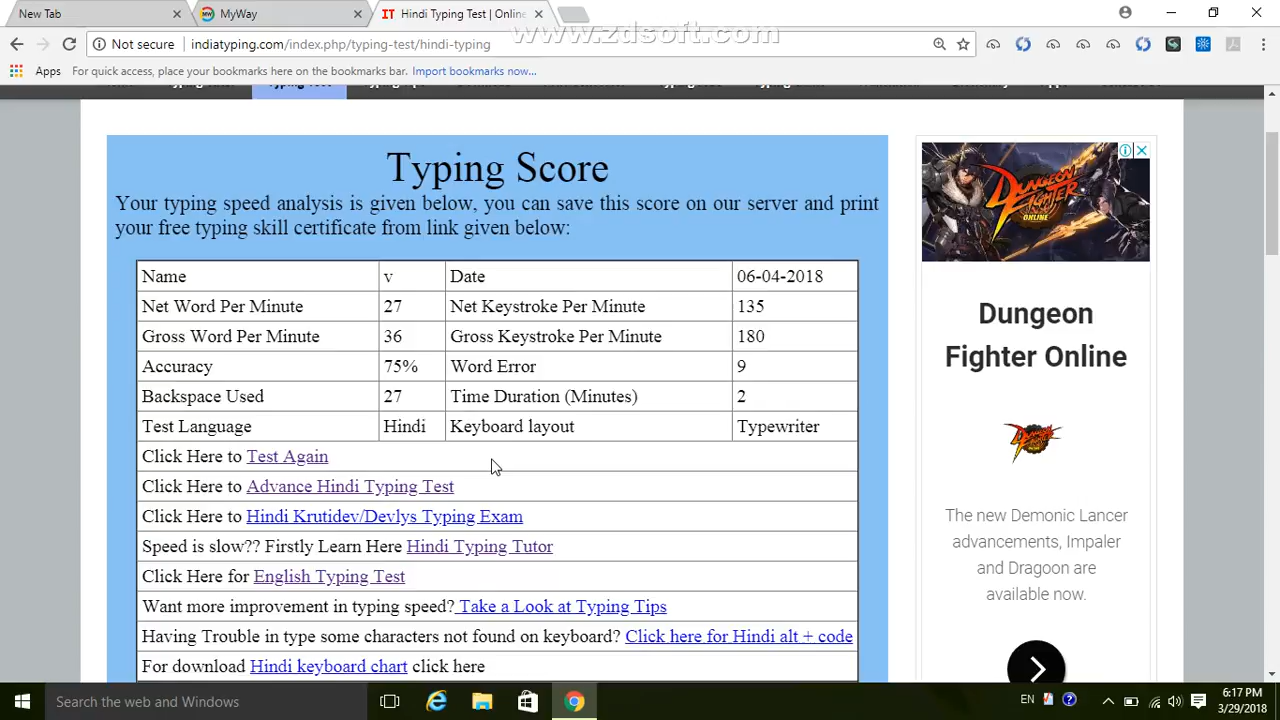 New Tab
MyWay
Hindi Typing Test | Online
www.zdsoft.com
Not secure
indiatyping.com/index.php/typing-test/hindi-typing
Apps
For quick access, place your bookmarks here on the bookmarks bar. Import bookmarks now...
Typing Score
Your typing speed analysis is given below, you can save this score on our server and print
your free typing skill certificate from link given below:
Name v Date 06-04-2018
Net Word Per Minute 27 Net Keystroke Per Minute 135
Gross Word Per Minute 36 Gross Keystroke Per Minute 180
Accuracy 75% Word Error 9
Backspace Used 27 Time Duration (Minutes) 2
Test Language Hindi Keyboard layout Typewriter
Click Here to Test Again
Click Here to Advance Hindi Typing Test
Click Here to Hindi Krutidev/Devlys Typing Exam
Speed is slow?? Firstly Learn Here Hindi Typing Tutor
Click Here for English Typing Test
Want more improvement in typing speed? Take a Look at Typing Tips
Having Trouble in type some characters not found on keyboard? Click here for Hindi alt + code
For download Hindi keyboard chart click here
DUNGEON
FIGHTER
ONLINE
Dungeon
Fighter Online
The new Demonic Lancer
advancements, Impaler
and Dragoon are
available now.
Search the web and Windows
EN
6:17 PM
3/29/2018